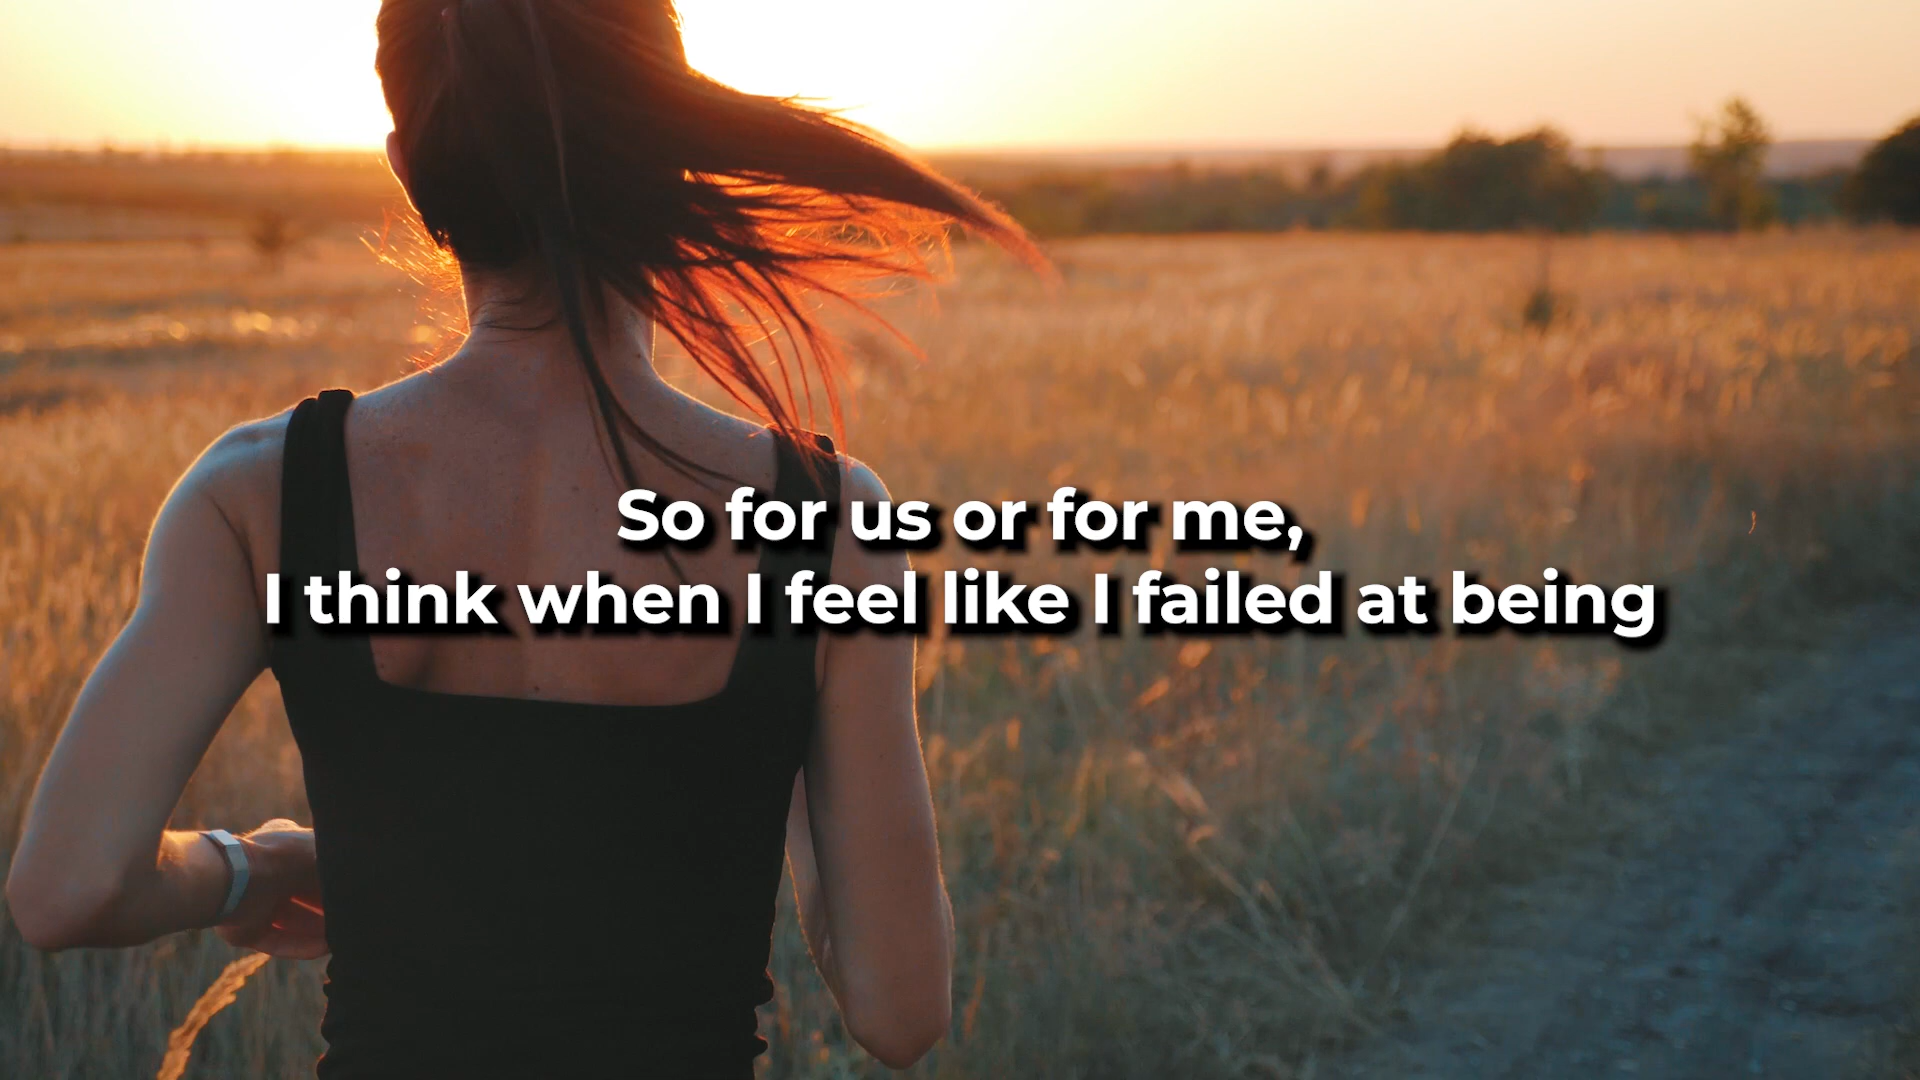 So for us or for me,
I think when I feel like I failed at being